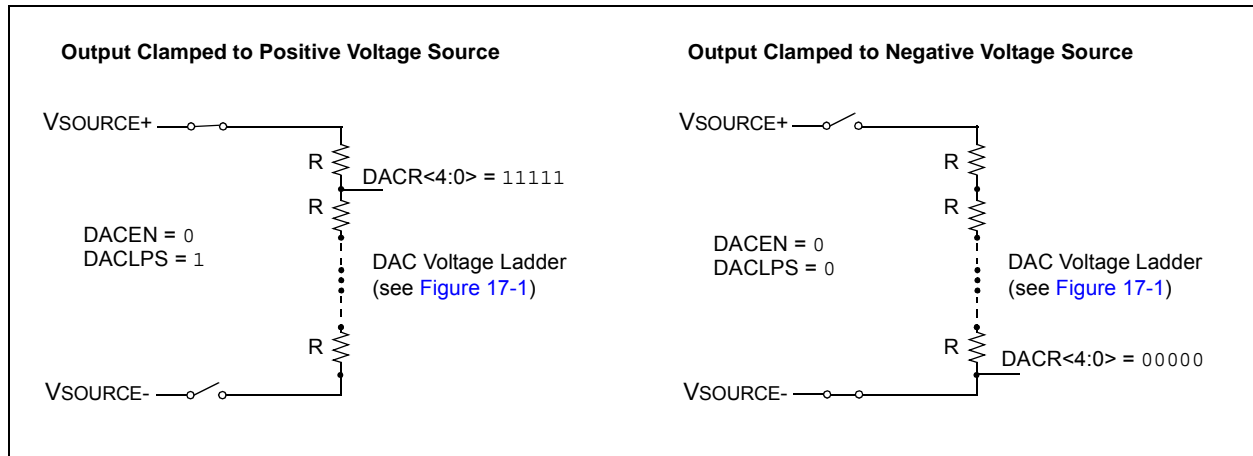 Output Clamped to Positive Voltage Source
VSOURCE+
R
DACR<4:0> = 11111
R
DACEN = 0
DACLPS = 1
DAC Voltage Ladder
(see Figure 17-1)
R
VSOURCE-
Output Clamped to Negative Voltage Source
VSOURCE+
R
R
DACEN = 0
DACLPS = 0
DAC Voltage Ladder
(see Figure 17-1)
R
DACR<4:0> = 00000
VSOURCE-